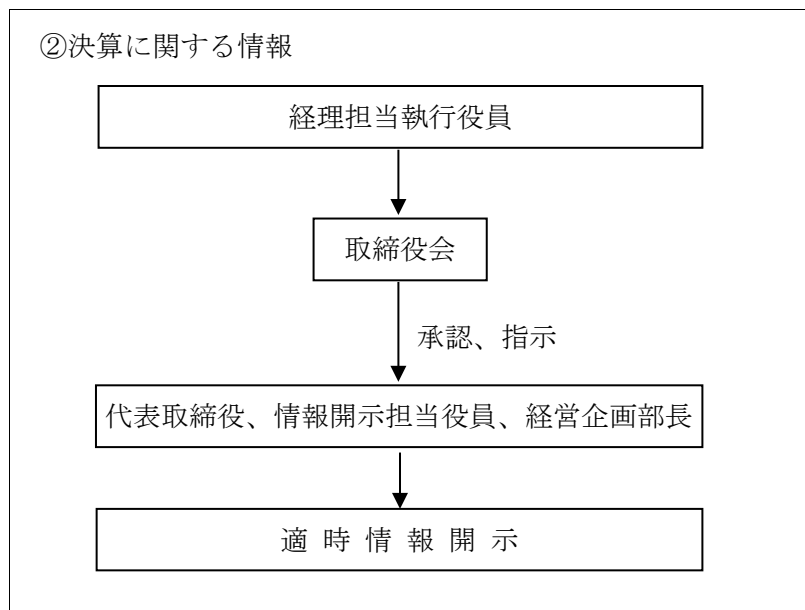 ②決算に関する情報
経理担当執行役員
取締役会
承認、指示
代表取締役、情報開示担当役員、経営企画部長
適 時 情 報 開 示